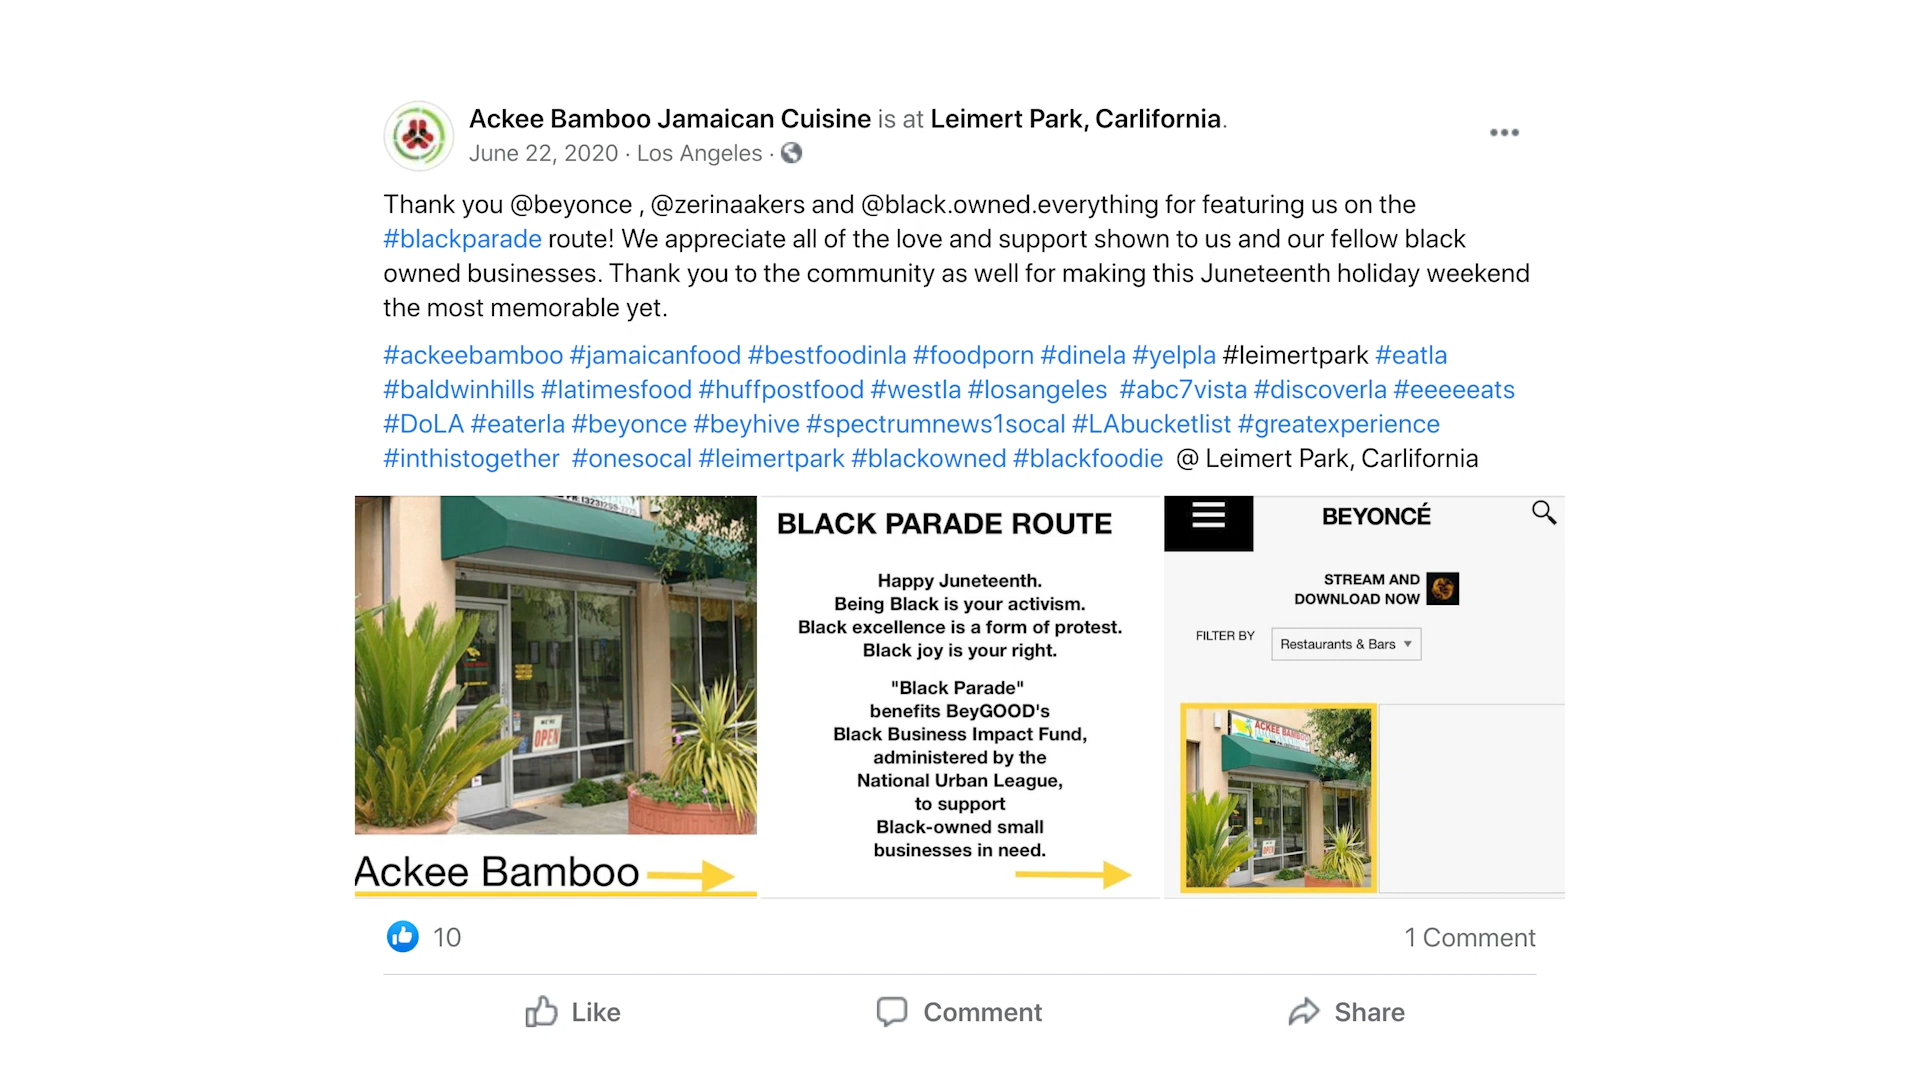 Ackee Bamboo Jamaican Cuisine is at Leimert Park, Carlifornia.
June 22, 2020 · Los Angeles ·
Thank you @beyonce , @zerinaakers and @black.owned.everything for featuring us on the
#blackparade route! We appreciate all of the love and support shown to us and our fellow black
owned businesses. Thank you to the community as well for making this Juneteenth holiday weekend
the most memorable yet.
#ackeebamboo #jamaicanfood #bestfoodinla #foodporn #dinela #yelpla #leimertpark #eatla
#baldwinhills #latimesfood #huffpostfood #westla #losangeles #abc7vista #discoverla #eeeeeats
#DoLA #eaterla #beyonce #beyhive #spectrumnews1socal #LAbucketlist #greatexperience
#inthistogether #onesocal #leimertpark #blackowned #blackfoodie @ Leimert Park, Carlifornia
WE'RE
OPEN
Ackee Bamboo
BLACK PARADE ROUTE
Happy Juneteenth.
Being Black is your activism.
Black excellence is a form of protest.
Black joy is your right.
"Black Parade"
benefits BeyGOOD's
Black Business Impact Fund,
administered by the
National Urban League,
to support
Black-owned small
businesses in need.
BEYONCÉ
STREAM AND
DOWNLOAD NOW
FILTER BY
Restaurants & Bars
ACKEE BAMBOO
OPEN
10
1 Comment
Like
Comment
Share